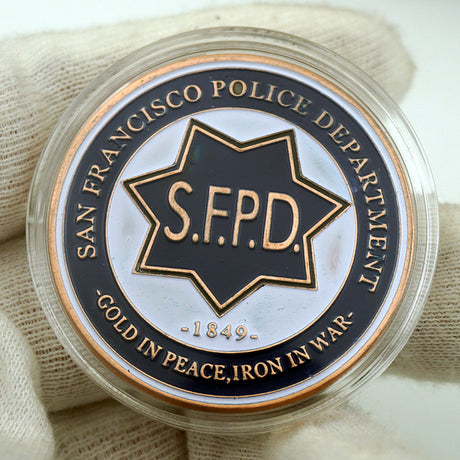 SAN FRANCISCO POLICE DEPARTMENT
S.F.P.D.
-1849-
-GOLD IN PEACE,IRON IN WAR-